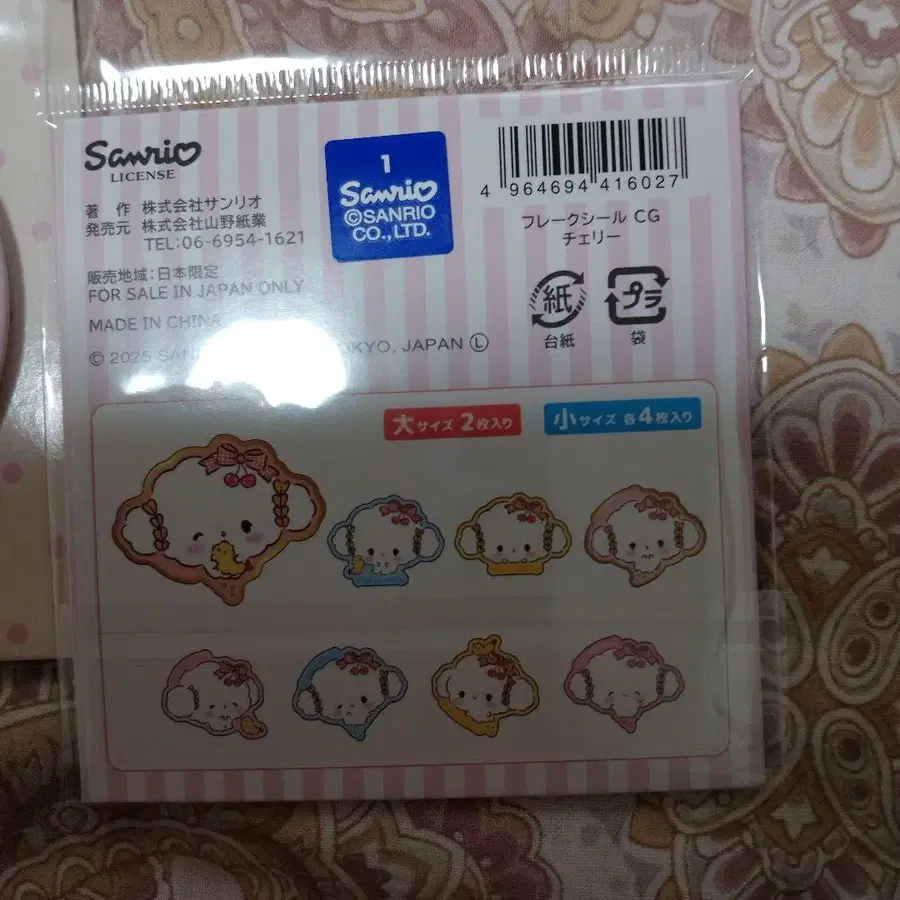 Sanrio
LICENSE
著　作　株式会社サンリオ
発売元　株式会社山野紙業
TEL:06-6954-1621
販売地域:日本限定
FOR SALE IN JAPAN ONLY
MADE IN CHINA
© 2025 SAN TOKYO, JAPAN Ⓛ
1
Sanrio
©SANRIO
CO., LTD.
4 964694 416027
フレークシール CG
チェリー
紙
台紙
プラ
袋
大サイズ 2枚入り
小サイズ 各4枚入り